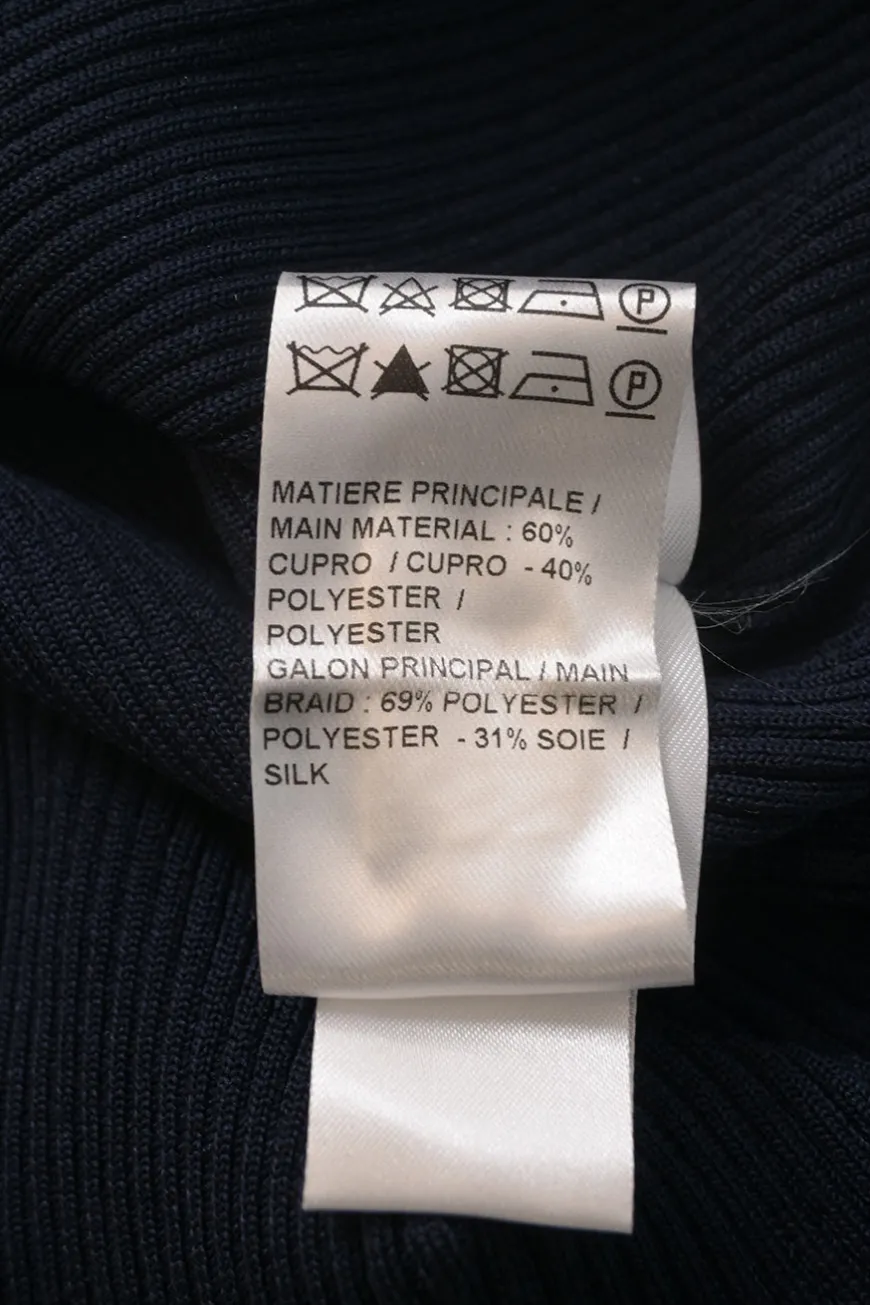 P
P
MATIERE PRINCIPALE /
MAIN MATERIAL : 60%
CUPRO / CUPRO - 40%
POLYESTER /
POLYESTER
GALON PRINCIPAL / MAIN
BRAID : 69% POLYESTER /
POLYESTER - 31% SOIE /
SILK